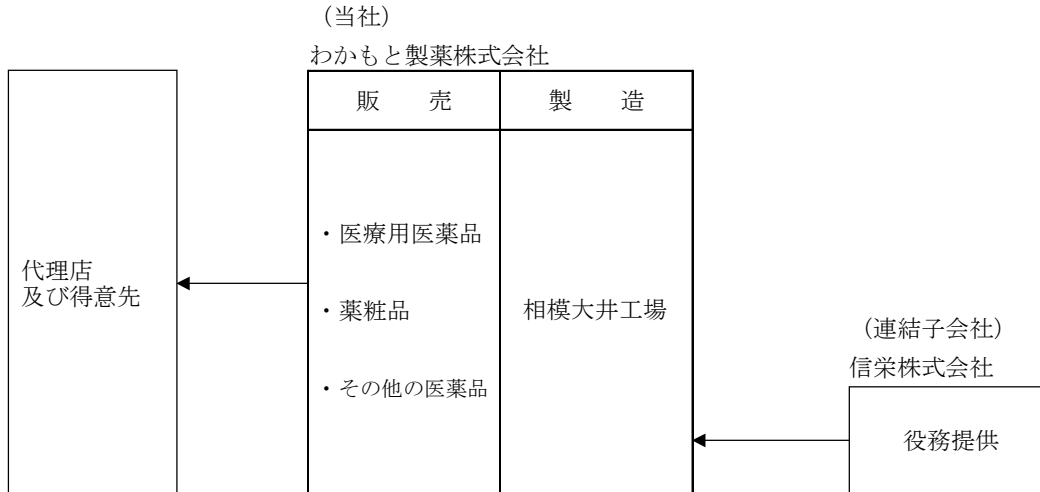 （当社）
わかもと製薬株式会社
販　売
製　造
代理店
及び得意先
・医療用医薬品
・薬粧品
・その他の医薬品
相模大井工場
（連結子会社）
信栄株式会社
役務提供